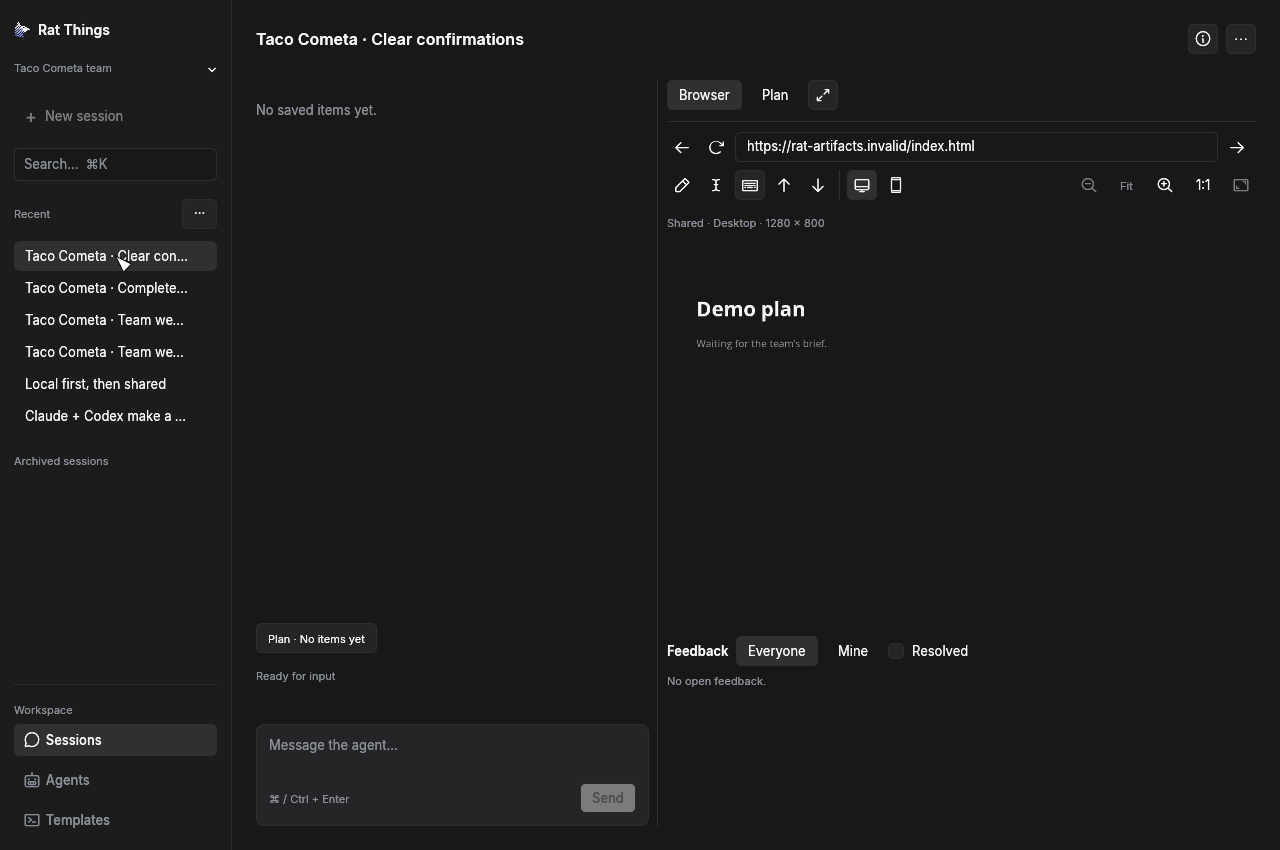 Rat Things
Taco Cometa team
+ New session
Search... ⌘K
Recent
Taco Cometa · Clear con...
Taco Cometa · Complete...
Taco Cometa · Team we...
Taco Cometa · Team we...
Local first, then shared
Claude + Codex make a ...
Archived sessions
Workspace
Sessions
Agents
Templates
Taco Cometa · Clear confirmations
No saved items yet.
Plan · No items yet
Ready for input
Message the agent...
⌘ / Ctrl + Enter
Send
Browser
Plan
https://rat-artifacts.invalid/index.html
Fit
1:1
Shared · Desktop · 1280 × 800
Demo plan
Waiting for the team's brief.
Feedback
Everyone
Mine
Resolved
No open feedback.